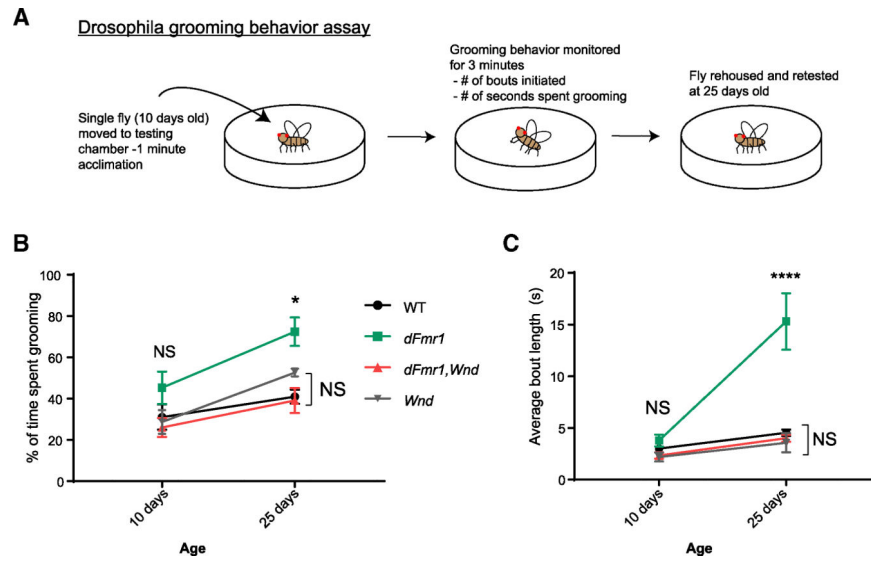 A
Drosophila grooming behavior assay
Single fly (10 days old)
moved to testing
chamber -1 minute
acclimation
Grooming behavior monitored
for 3 minutes
- # of bouts initiated
- # of seconds spent grooming
Fly rehoused and retested
at 25 days old
B
% of time spent grooming
100
80
60
40
20
0
NS
*
NS
10 days
25 days
Age
WT
dFmr1
dFmr1,Wnd
Wnd
C
Average bout length (s)
20
15
10
5
0
NS
****
NS
10 days
25 days
Age